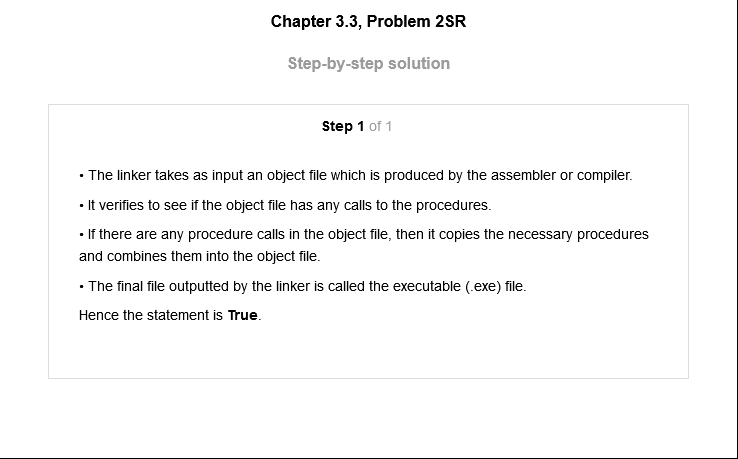 Chapter 3.3, Problem 2SR
Step-by-step solution
Step 1 of 1
• The linker takes as input an object file which is produced by the assembler or compiler.
• It verifies to see if the object file has any calls to the procedures.
• If there are any procedure calls in the object file, then it copies the necessary procedures
and combines them into the object file.
• The final file outputted by the linker is called the executable (.exe) file.
Hence the statement is True.